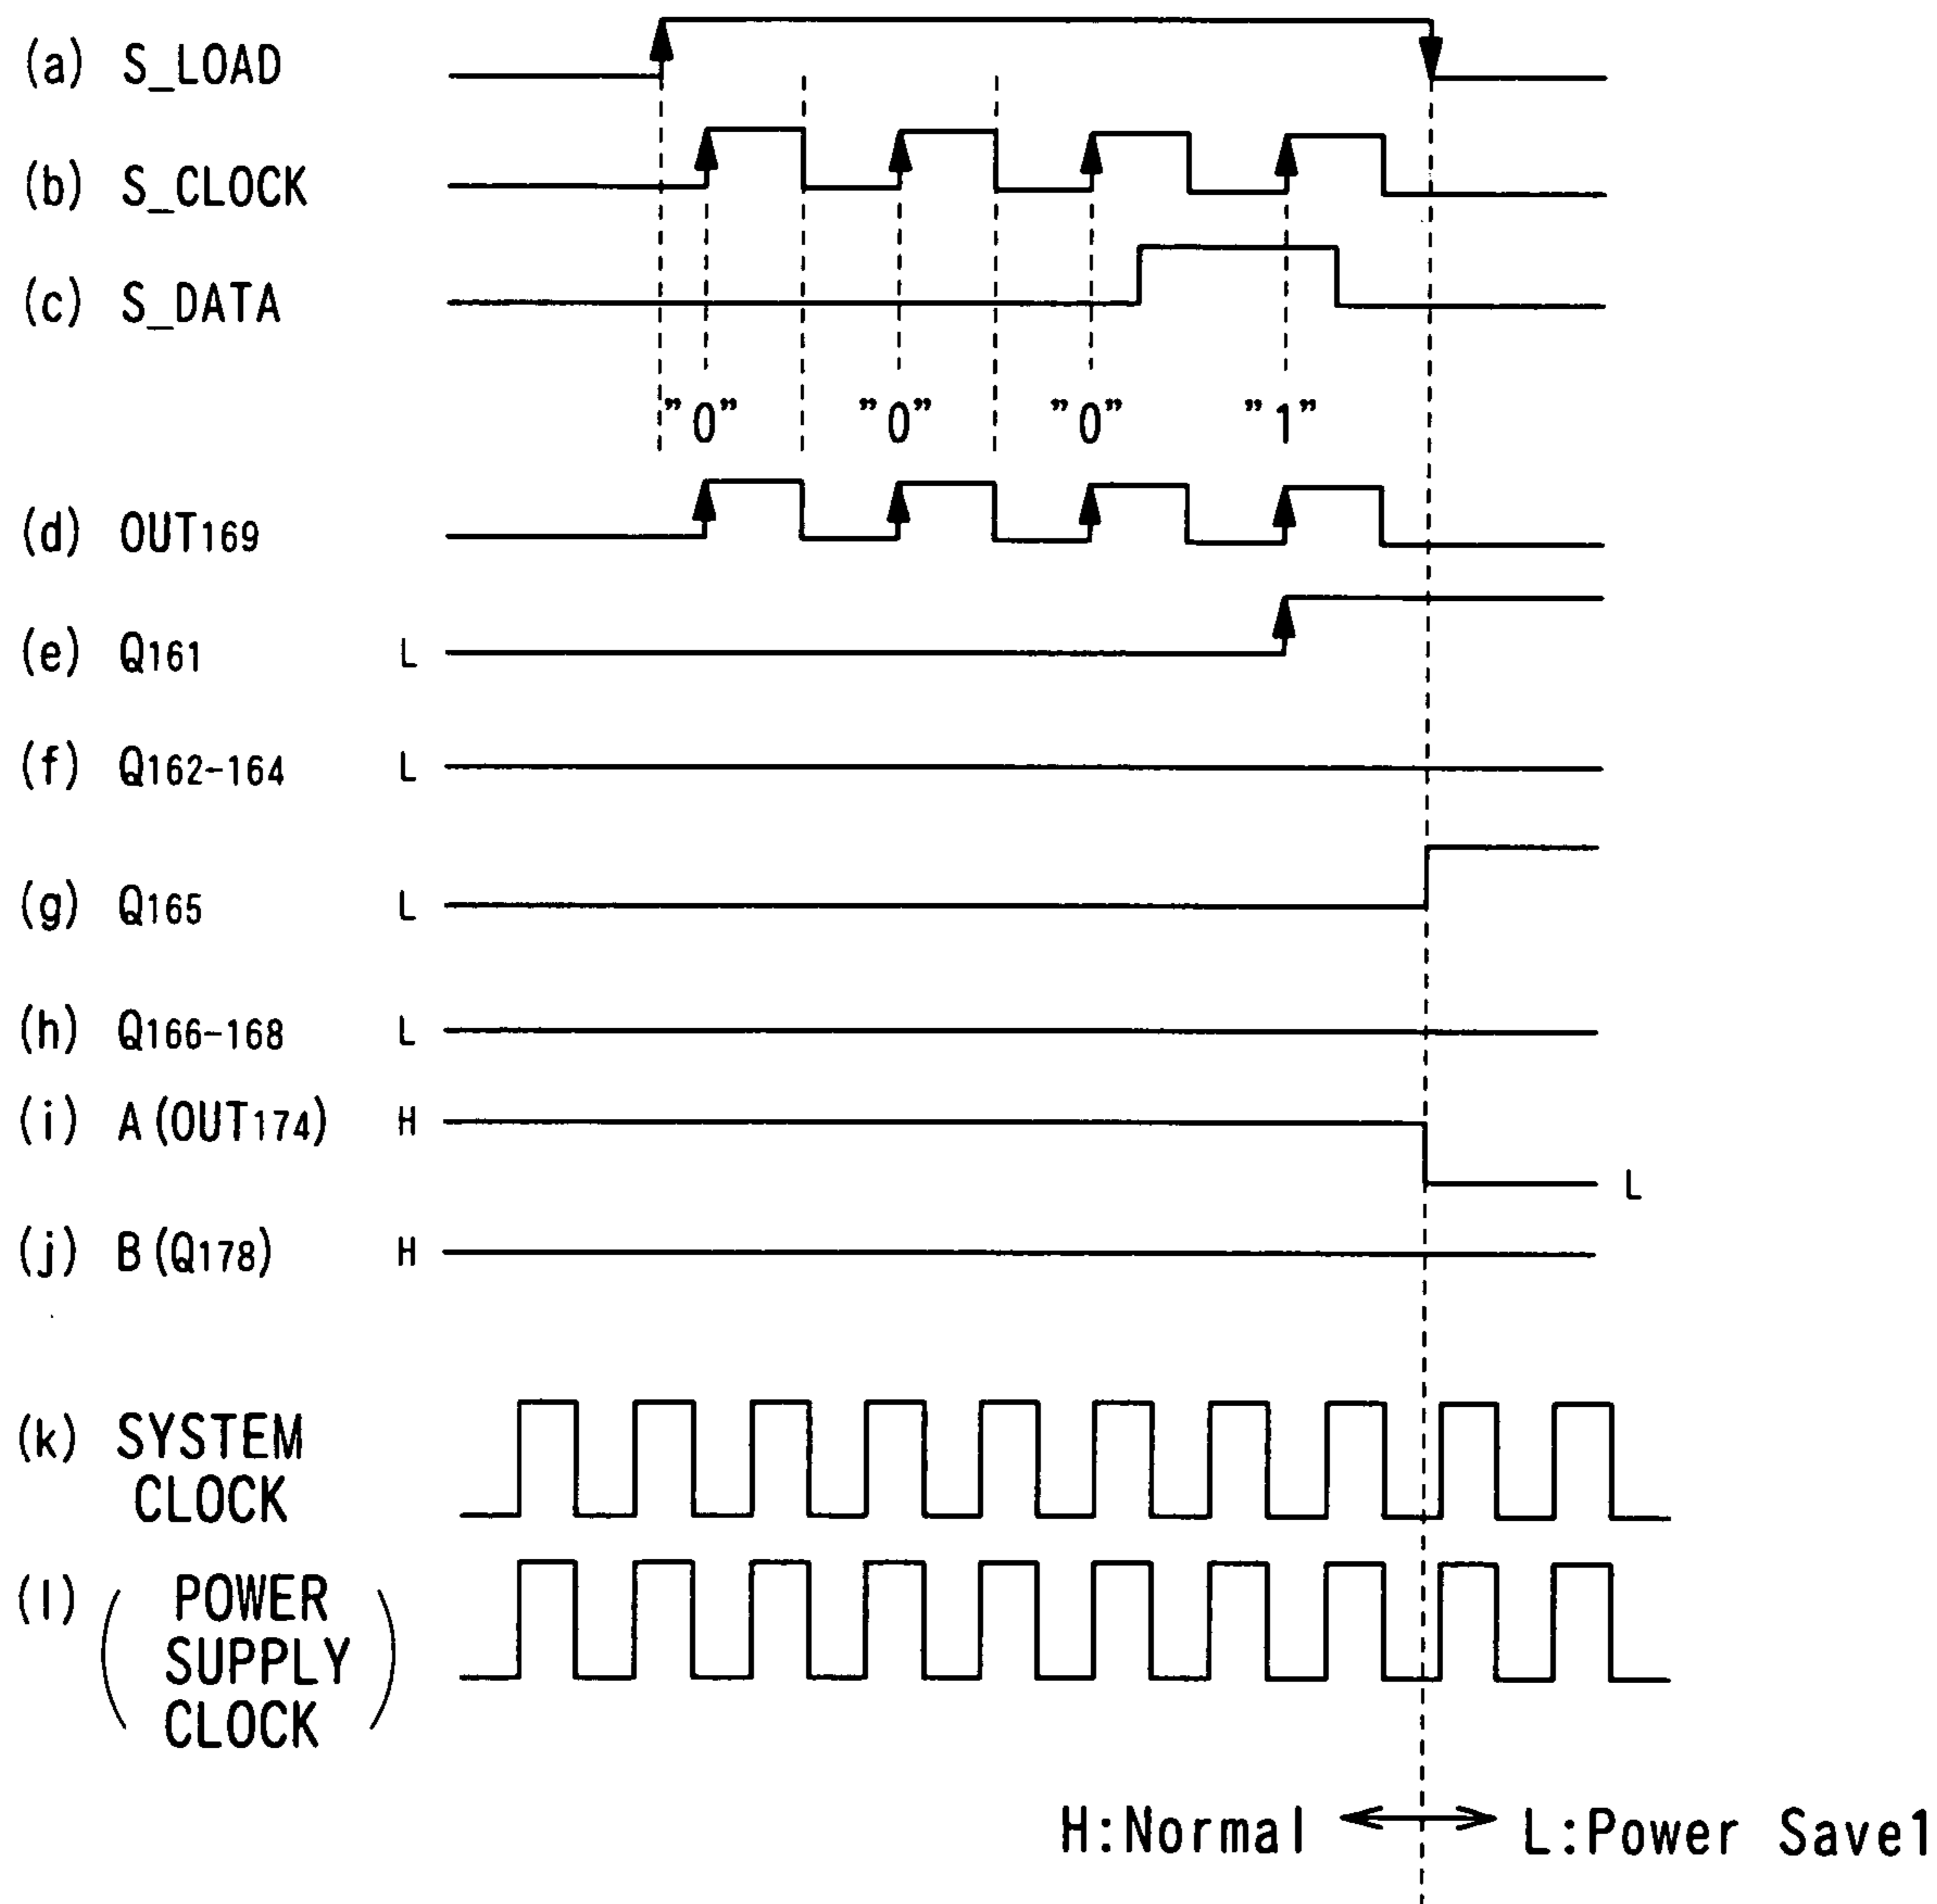 (a) S_LOAD
(b) S_CLOCK
(c) S_DATA
"0" "0" "0" "1"
(d) OUT169
(e) Q161 L
(f) Q162-164 L
(g) Q165 L
(h) Q166-168 L
(i) A(OUT174) H
L
(j) B(Q178) H
(k) SYSTEM
CLOCK
(l) POWER
SUPPLY
CLOCK
H:Normal L:Power Save1